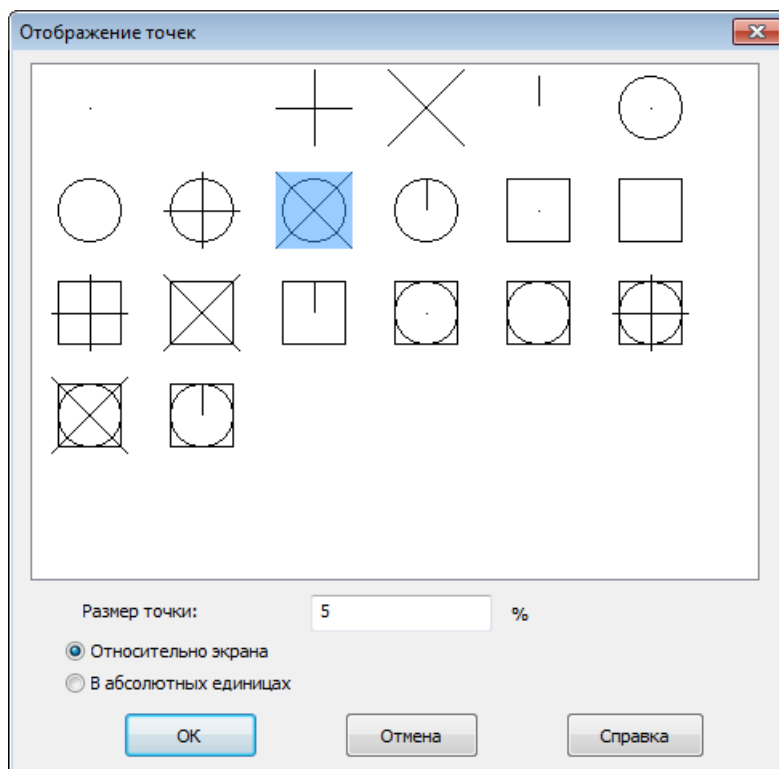 Отображение точек
Размер точки: 5 %
Относительно экрана
В абсолютных единицах
ОК Отмена Справка